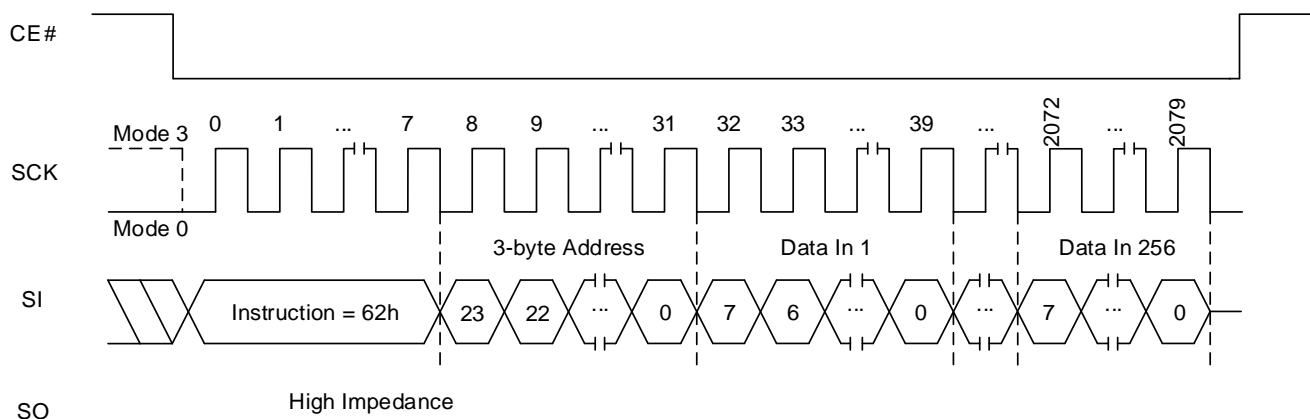 CE#
0 1 ... 7 8 9 ... 31 32 33 ... 39 ... 2072 ... 2079
Mode 3
SCK
Mode 0
3-byte Address Data In 1 Data In 256
SI Instruction = 62h 23 22 ... 0 7 6 ... 0 ... 7 ... 0
High Impedance
SO